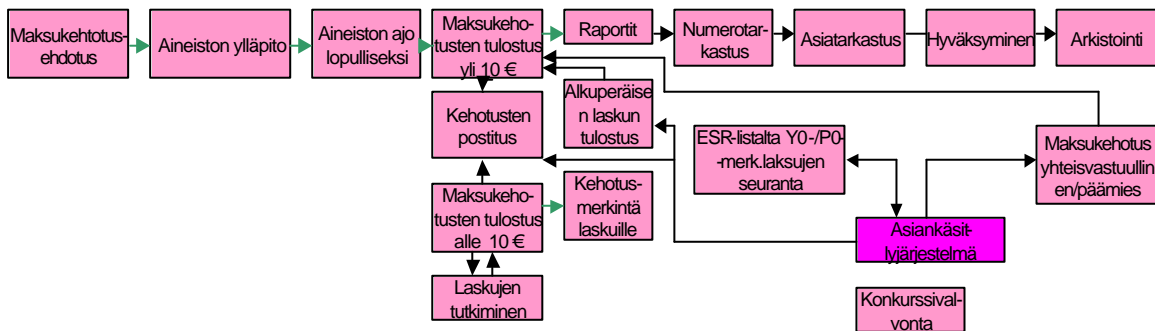 Maksukehtotus-
ehdotus
Aineiston ylläpito
Aineiston ajo
lopulliseksi
Maksukeho-
tusten tulostus
yli 10 €
Raportit
Numerotar-
kastus
Asiatarkastus
Hyväksyminen
Arkistointi
Kehotusten
postitus
Alkuperäise
n laskun
tulostus
ESR-listalta Y0-/P0-
-merk.laksujen
seuranta
Maksukehotus
yhteisvastuullin
en/päämies
Maksukeho-
tusten tulostus
alle 10 €
Kehotus-
merkintä
laskuille
Asiankäsit-
lyjärjestelmä
Laskujen
tutkiminen
Konkurssival-
vonta